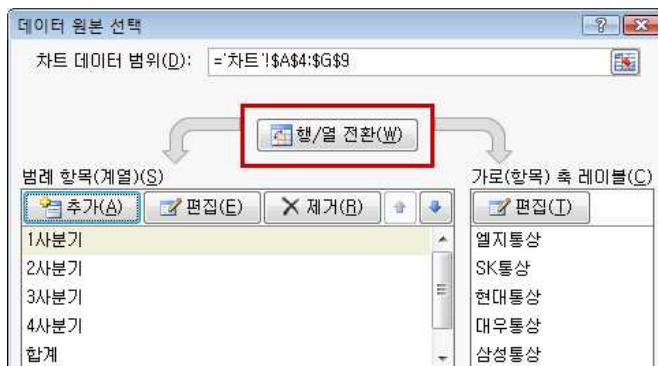 데이터 원본 선택
차트 데이터 범위(D): ='차트'!$A$4:$G$9
행/열 전환(W)
범례 항목(계열)(S)
가로(항목) 축 레이블(C)
추가(A) 편집(E) 제거(R)
편집(T)
1사분기
2사분기
3사분기
4사분기
합계
엘지통상
SK통상
현대통상
대우통상
삼성통상